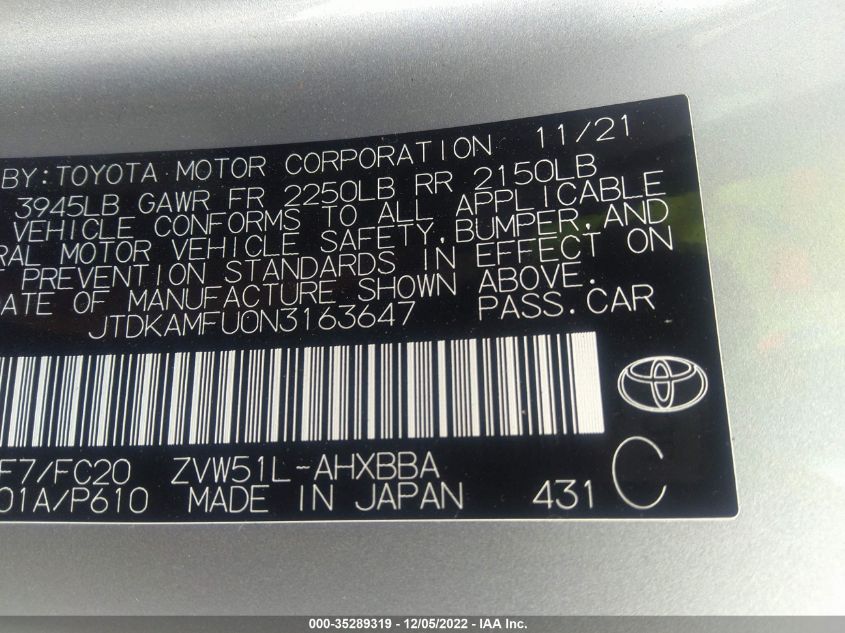 BY:TOYOTA MOTOR CORPORATION 11/21
3945LB GAWR FR 2250LB RR 2150LB
VEHICLE CONFORMS TO ALL APPLICABLE
RAL MOTOR VEHICLE SAFETY, BUMPER, AND
PREVENTION STANDARDS IN EFFECT ON
DATE OF MANUFACTURE SHOWN ABOVE.
JTDKAMFU0N3163647 PASS.CAR
F7/FC20 ZVW51L-AHXBBA
01A/P610 MADE IN JAPAN 431 C
000-35289319 - 12/05/2022 - IAA Inc.